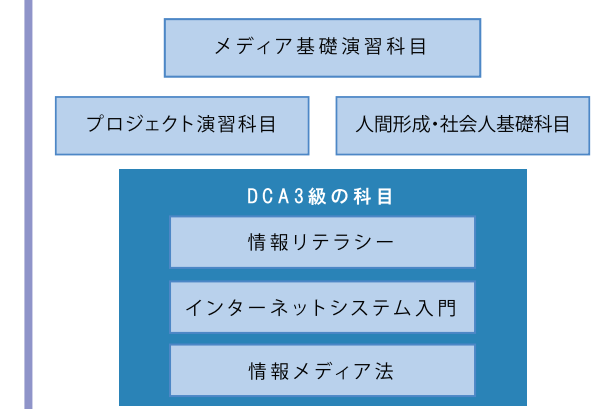 メディア基礎演習科目
プロジェクト演習科目
人間形成・社会人基礎科目
DCA3級の科目
情報リテラシー
インターネットシステム入門
情報メディア法